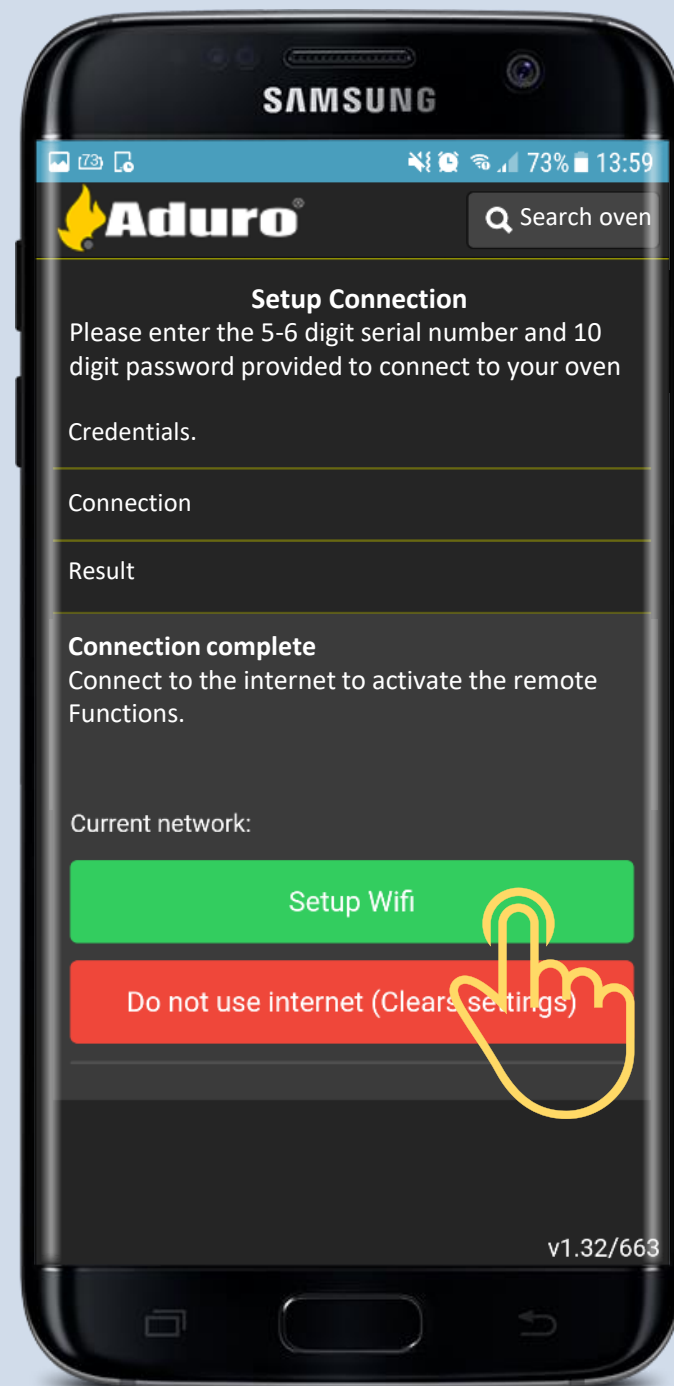 SAMSUNG
73 73% 13:59
Aduro®
Search oven
Setup Connection
Please enter the 5-6 digit serial number and 10
digit password provided to connect to your oven
Credentials.
Connection
Result
Connection complete
Connect to the internet to activate the remote
Functions.
Current network:
Setup Wifi
Do not use internet (Clears settings)
v1.32/663